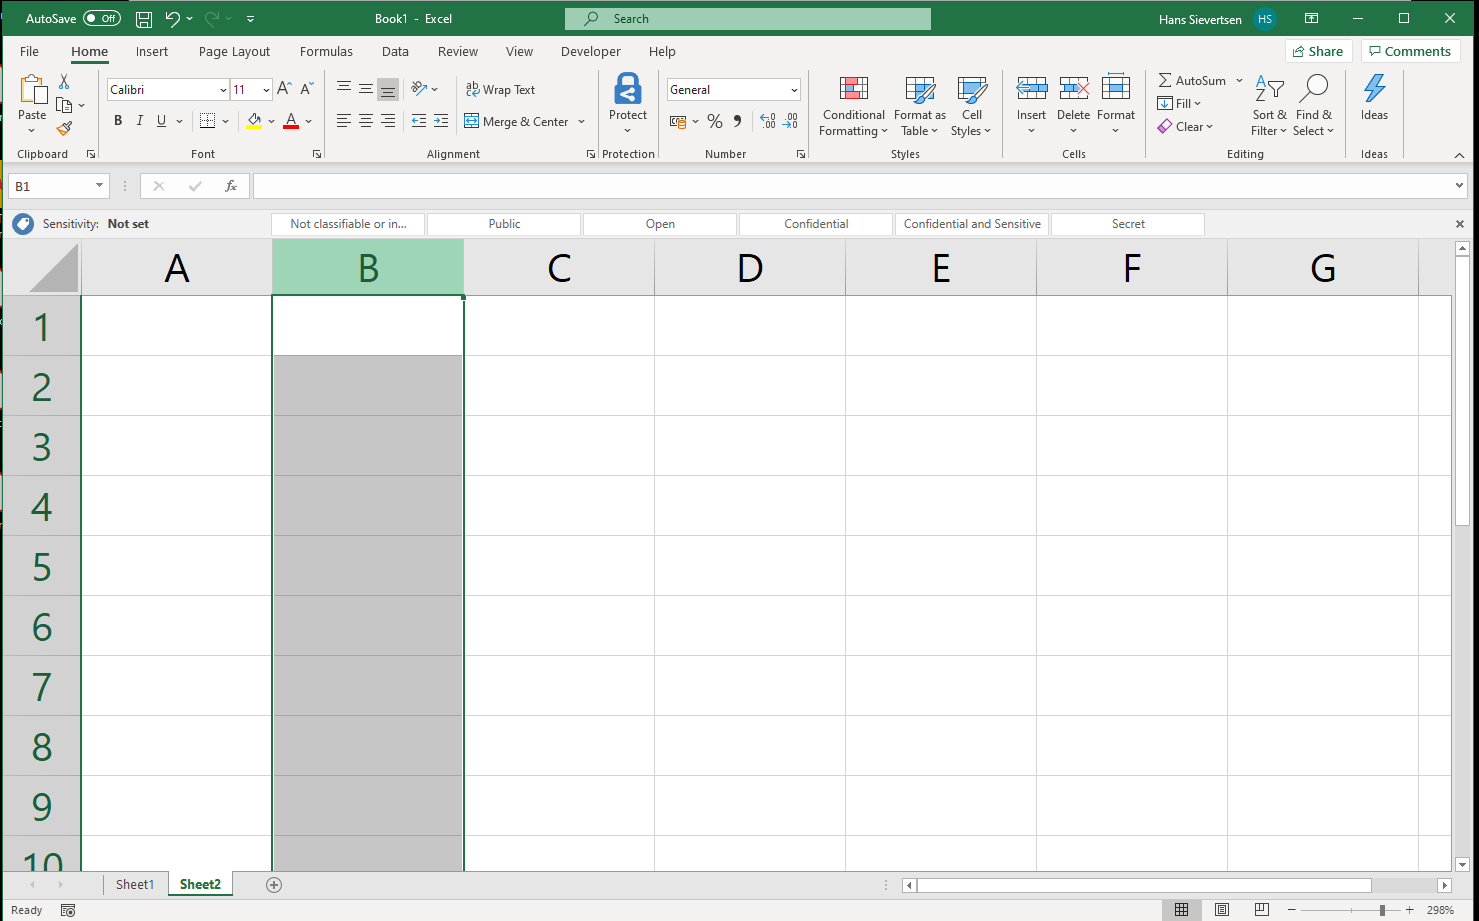 AutoSave Off Book1 - Excel Search Hans Sievertsen HS
File Home Insert Page Layout Formulas Data Review View Developer Help Share Comments
Calibri 11 Wrap Text General AutoSum
Paste Protect Conditional Format as Cell Insert Delete Format Fill Sort & Find & Ideas
B I U A Merge & Center % Formatting Table Styles Clear Filter Select
Clipboard Font Alignment Protection Number Styles Cells Editing Ideas
B1 fx
Sensitivity: Not set Not classifiable or in... Public Open Confidential Confidential and Sensitive Secret
A B C D E F G
1
2
3
4
5
6
7
8
9
10
Sheet1 Sheet2
Ready 298%